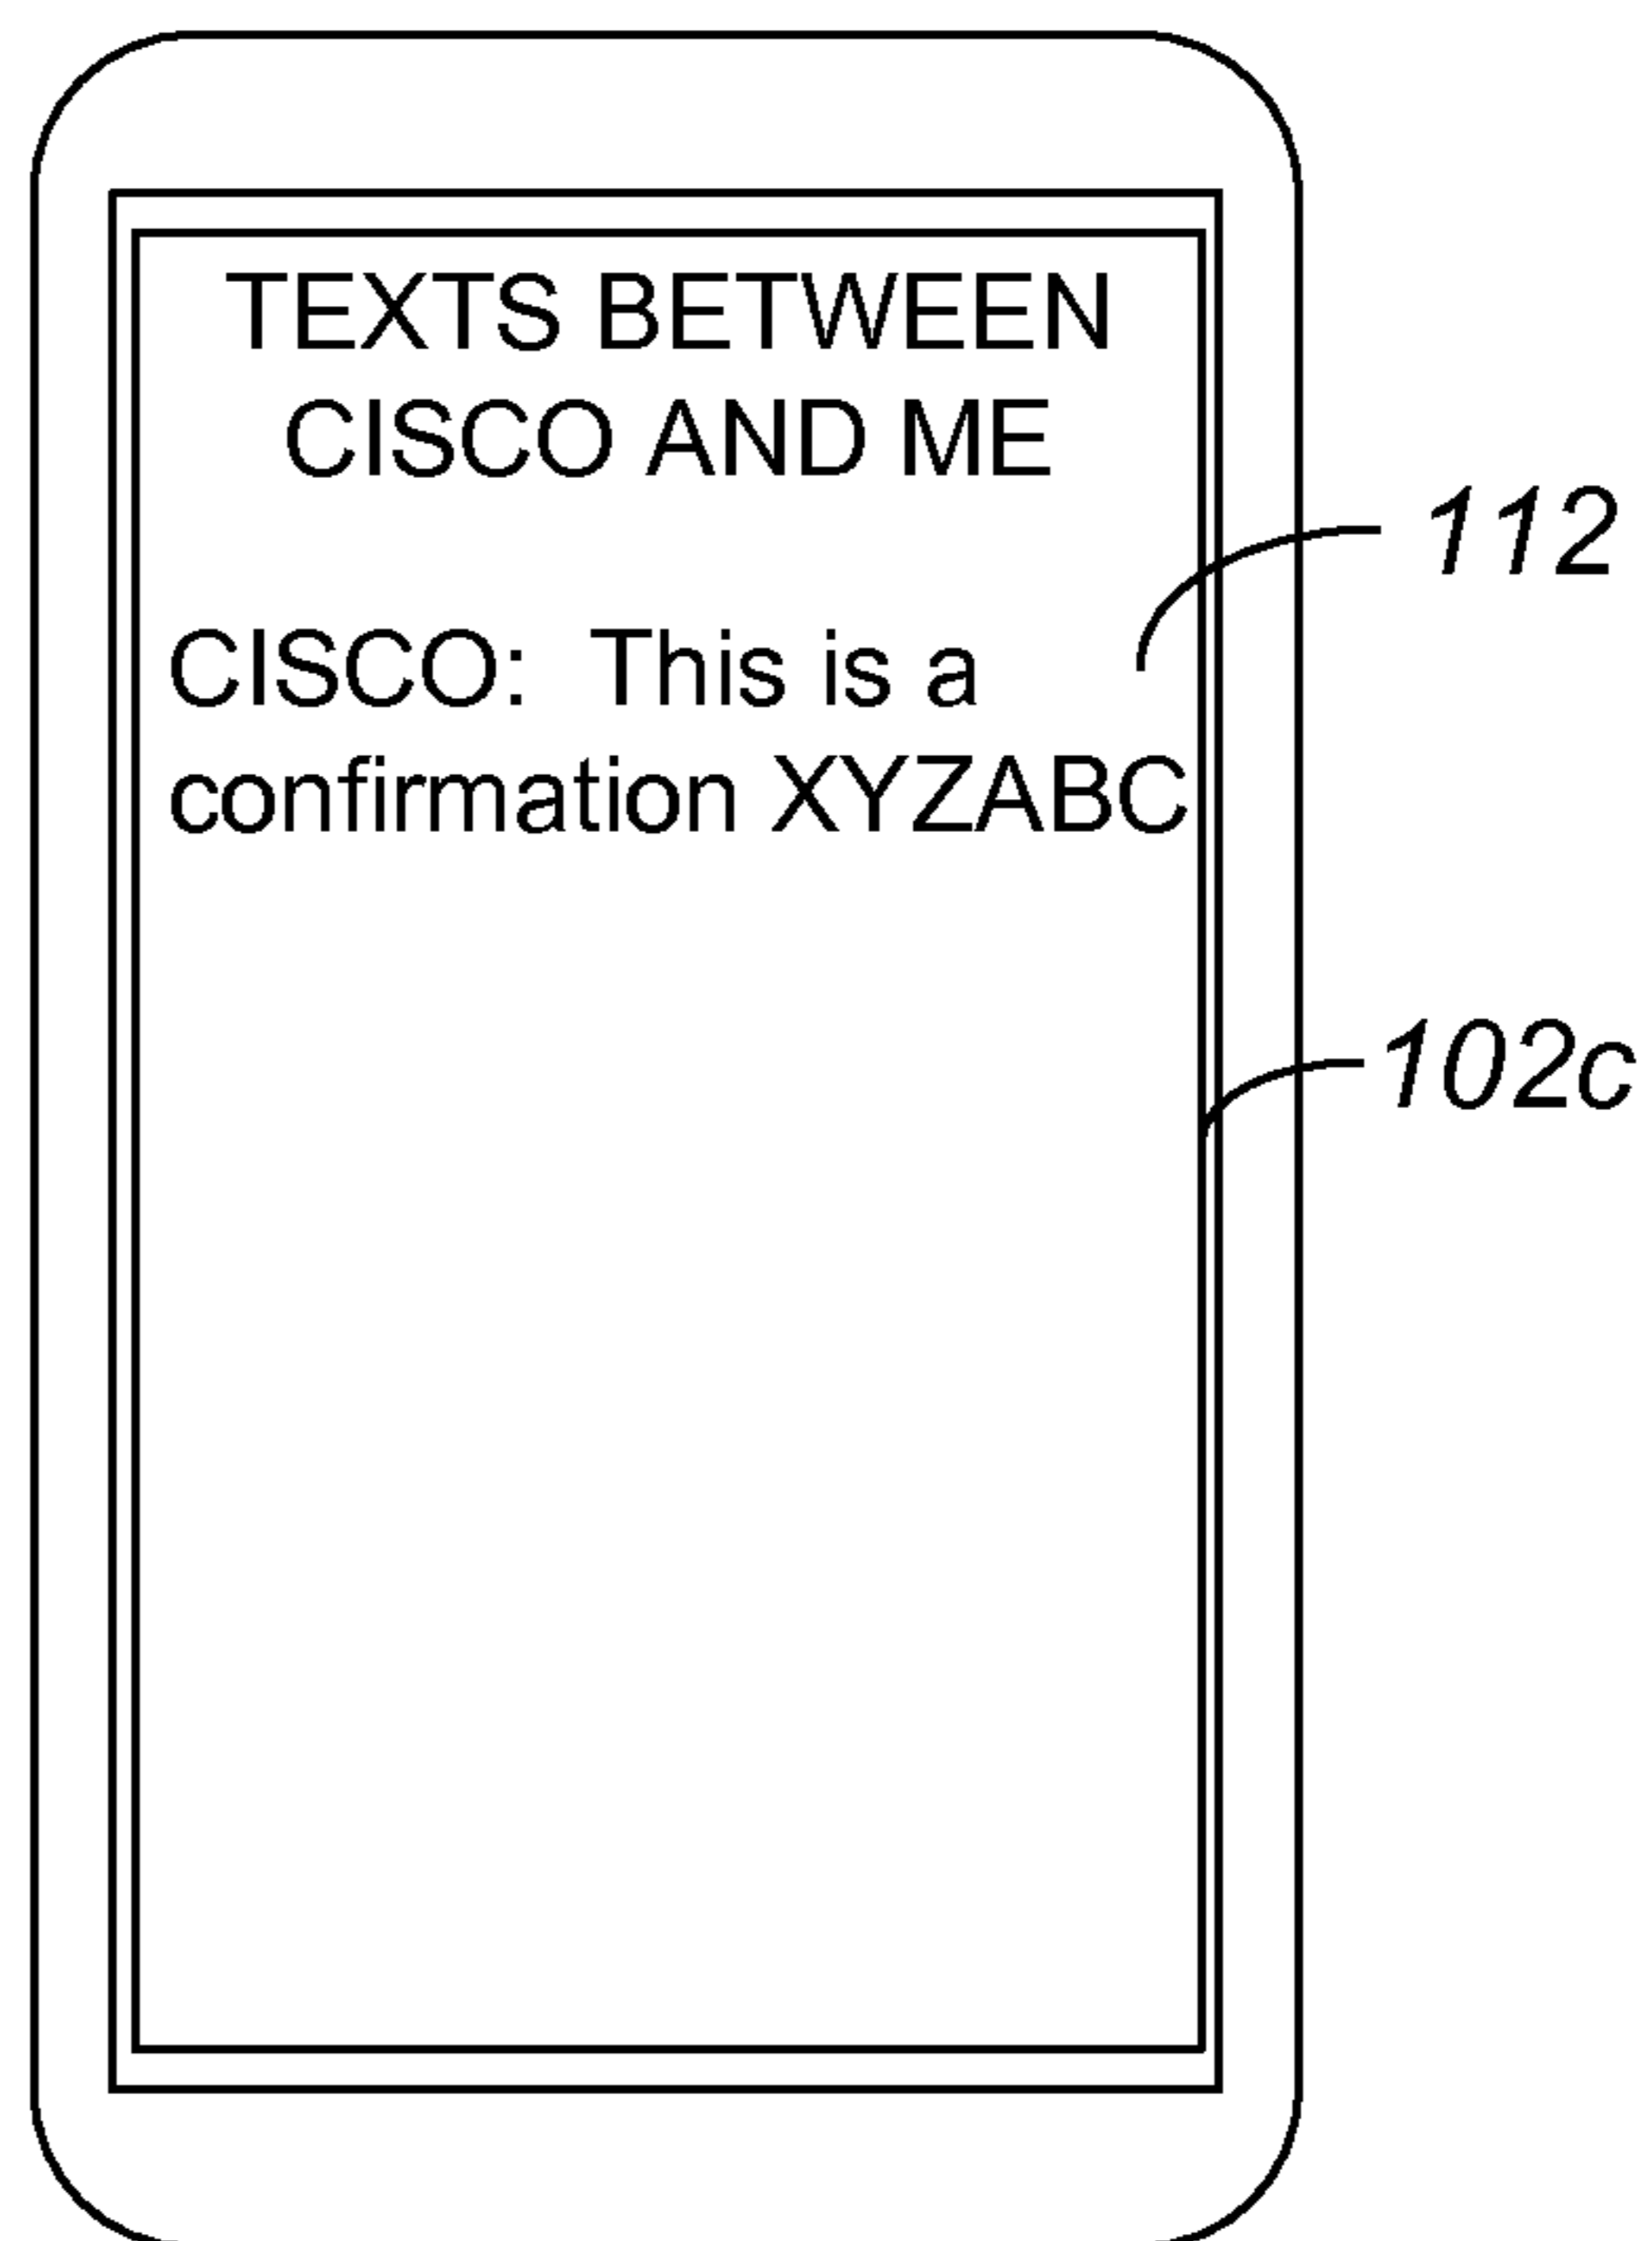 TEXTS BETWEEN
CISCO AND ME
112
CISCO: This is a
confirmation XYZABC
102c